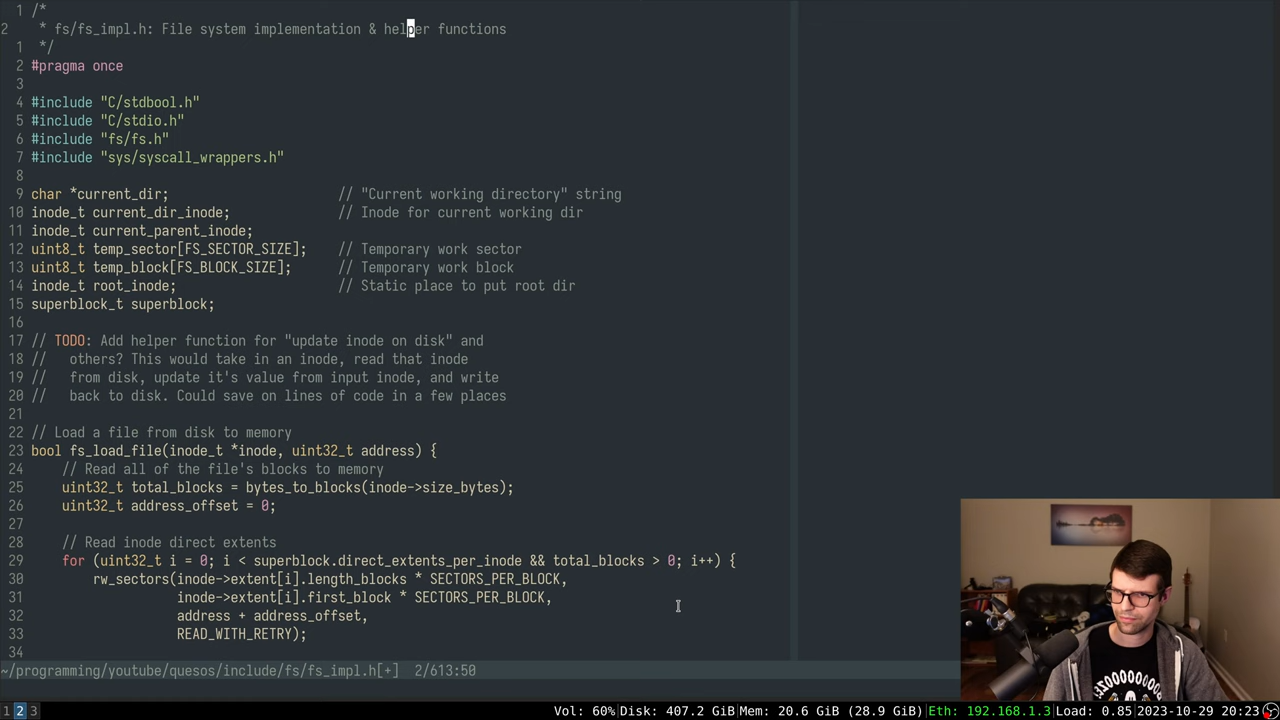 1 /*
2  * fs/fs_impl.h: File system implementation & helper functions
1  */
2 #pragma once
3
4 #include "C/stdbool.h"
5 #include "C/stdio.h"
6 #include "fs/fs.h"
7 #include "sys/syscall_wrappers.h"
8
9 char *current_dir;                      // "Current working directory" string
10 inode_t current_dir_inode;              // Inode for current working dir
11 inode_t current_parent_inode;
12 uint8_t temp_sector[FS_SECTOR_SIZE];    // Temporary work sector
13 uint8_t temp_block[FS_BLOCK_SIZE];      // Temporary work block
14 inode_t root_inode;                     // Static place to put root dir
15 superblock_t superblock;
16
17 // TODO: Add helper function for "update inode on disk" and
18 //   others? This would take in an inode, read that inode
19 //   from disk, update it's value from input inode, and write
20 //   back to disk. Could save on lines of code in a few places
21
22 // Load a file from disk to memory
23 bool fs_load_file(inode_t *inode, uint32_t address) {
24     // Read all of the file's blocks to memory
25     uint32_t total_blocks = bytes_to_blocks(inode->size_bytes);
26     uint32_t address_offset = 0;
27
28     // Read inode direct extents
29     for (uint32_t i = 0; i < superblock.direct_extents_per_inode && total_blocks > 0; i++) {
30         rw_sectors(inode->extent[i].length_blocks * SECTORS_PER_BLOCK,
31                    inode->extent[i].first_block * SECTORS_PER_BLOCK,
32                    address + address_offset,
33                    READ_WITH_RETRY);
34
~/programming/youtube/quesos/include/fs/fs_impl.h[+]  2/613:50
1 2 3 Vol: 60%|Disk: 407.2 GiB|Mem: 20.6 GiB (28.9 GiB)|Eth: 192.168.1.3|Load: 0.85|2023-10-29 20:23